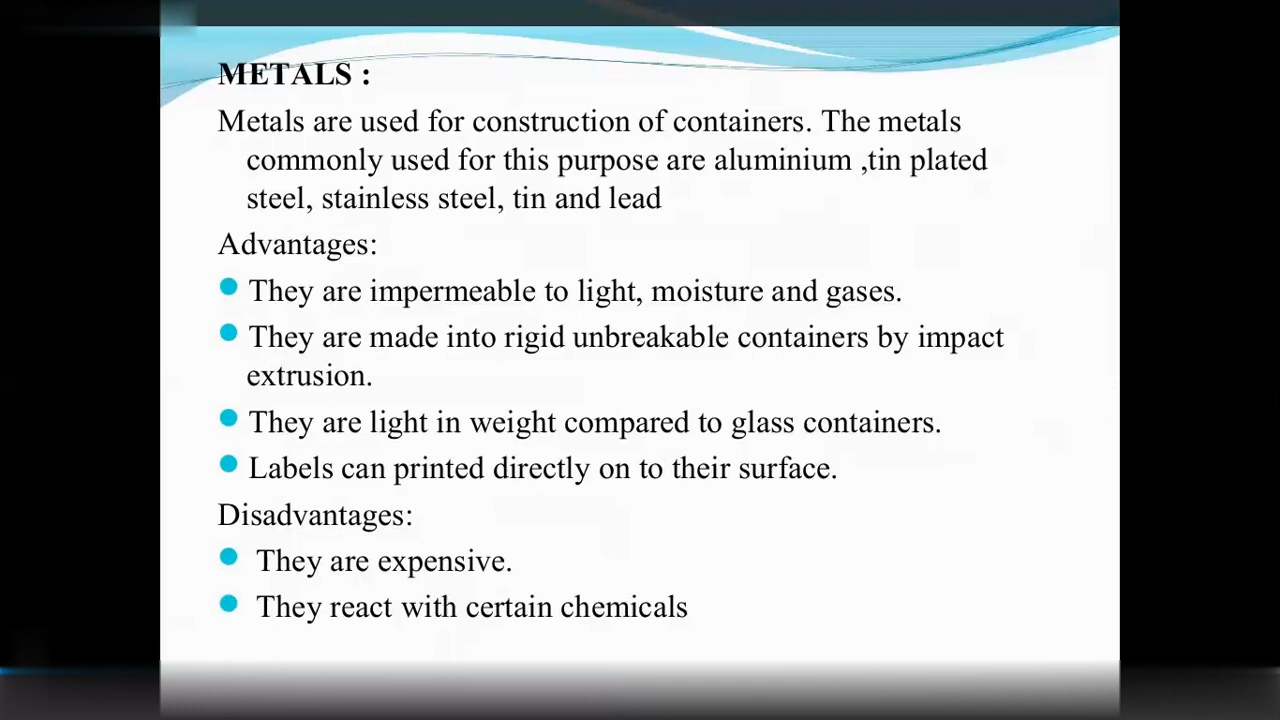 METALS :
Metals are used for construction of containers. The metals
commonly used for this purpose are aluminium ,tin plated
steel, stainless steel, tin and lead
Advantages:
They are impermeable to light, moisture and gases.
They are made into rigid unbreakable containers by impact
extrusion.
They are light in weight compared to glass containers.
Labels can printed directly on to their surface.
Disadvantages:
They are expensive.
They react with certain chemicals